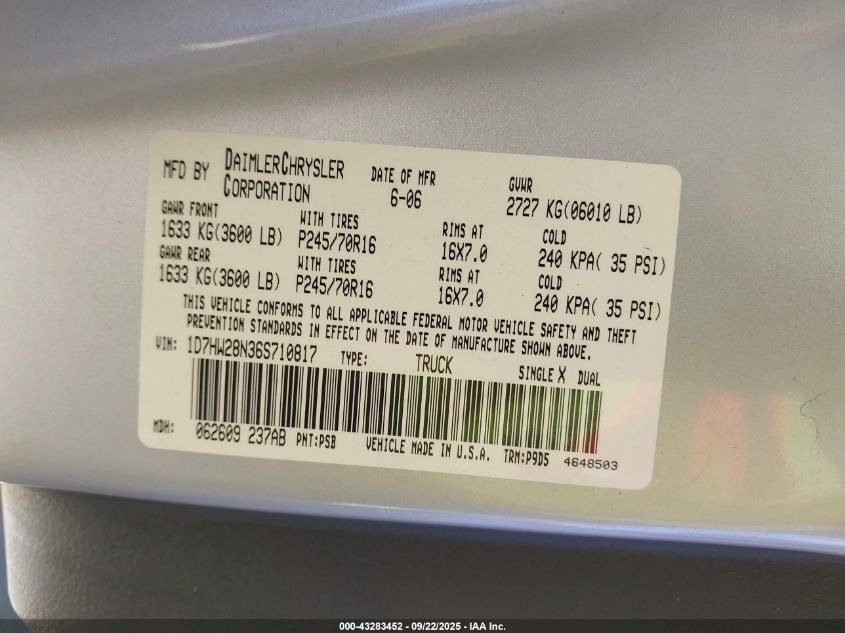 MFD BY DAIMLERCHRYSLER CORPORATION DATE OF MFR 6-06 GVWR 2727 KG(06010 LB)
GAWR FRONT WITH TIRES RIMS AT COLD
1633 KG(3600 LB) P245/70R16 16X7.0 240 KPA( 35 PSI)
GAWR REAR WITH TIRES RIMS AT COLD
1633 KG(3600 LB) P245/70R16 16X7.0 240 KPA( 35 PSI)
THIS VEHICLE CONFORMS TO ALL APPLICABLE FEDERAL MOTOR VEHICLE SAFETY AND THEFT
PREVENTION STANDARDS IN EFFECT ON THE DATE OF MANUFACTURE SHOWN ABOVE.
VIN: 1D7HW28N36S710817 TYPE: TRUCK SINGLE X DUAL
MDH: 062609 237AB PNT:PSB VEHICLE MADE IN U.S.A. TRM:P9D5 4648503
000-43283452 - 09/22/2025 - IAA Inc.